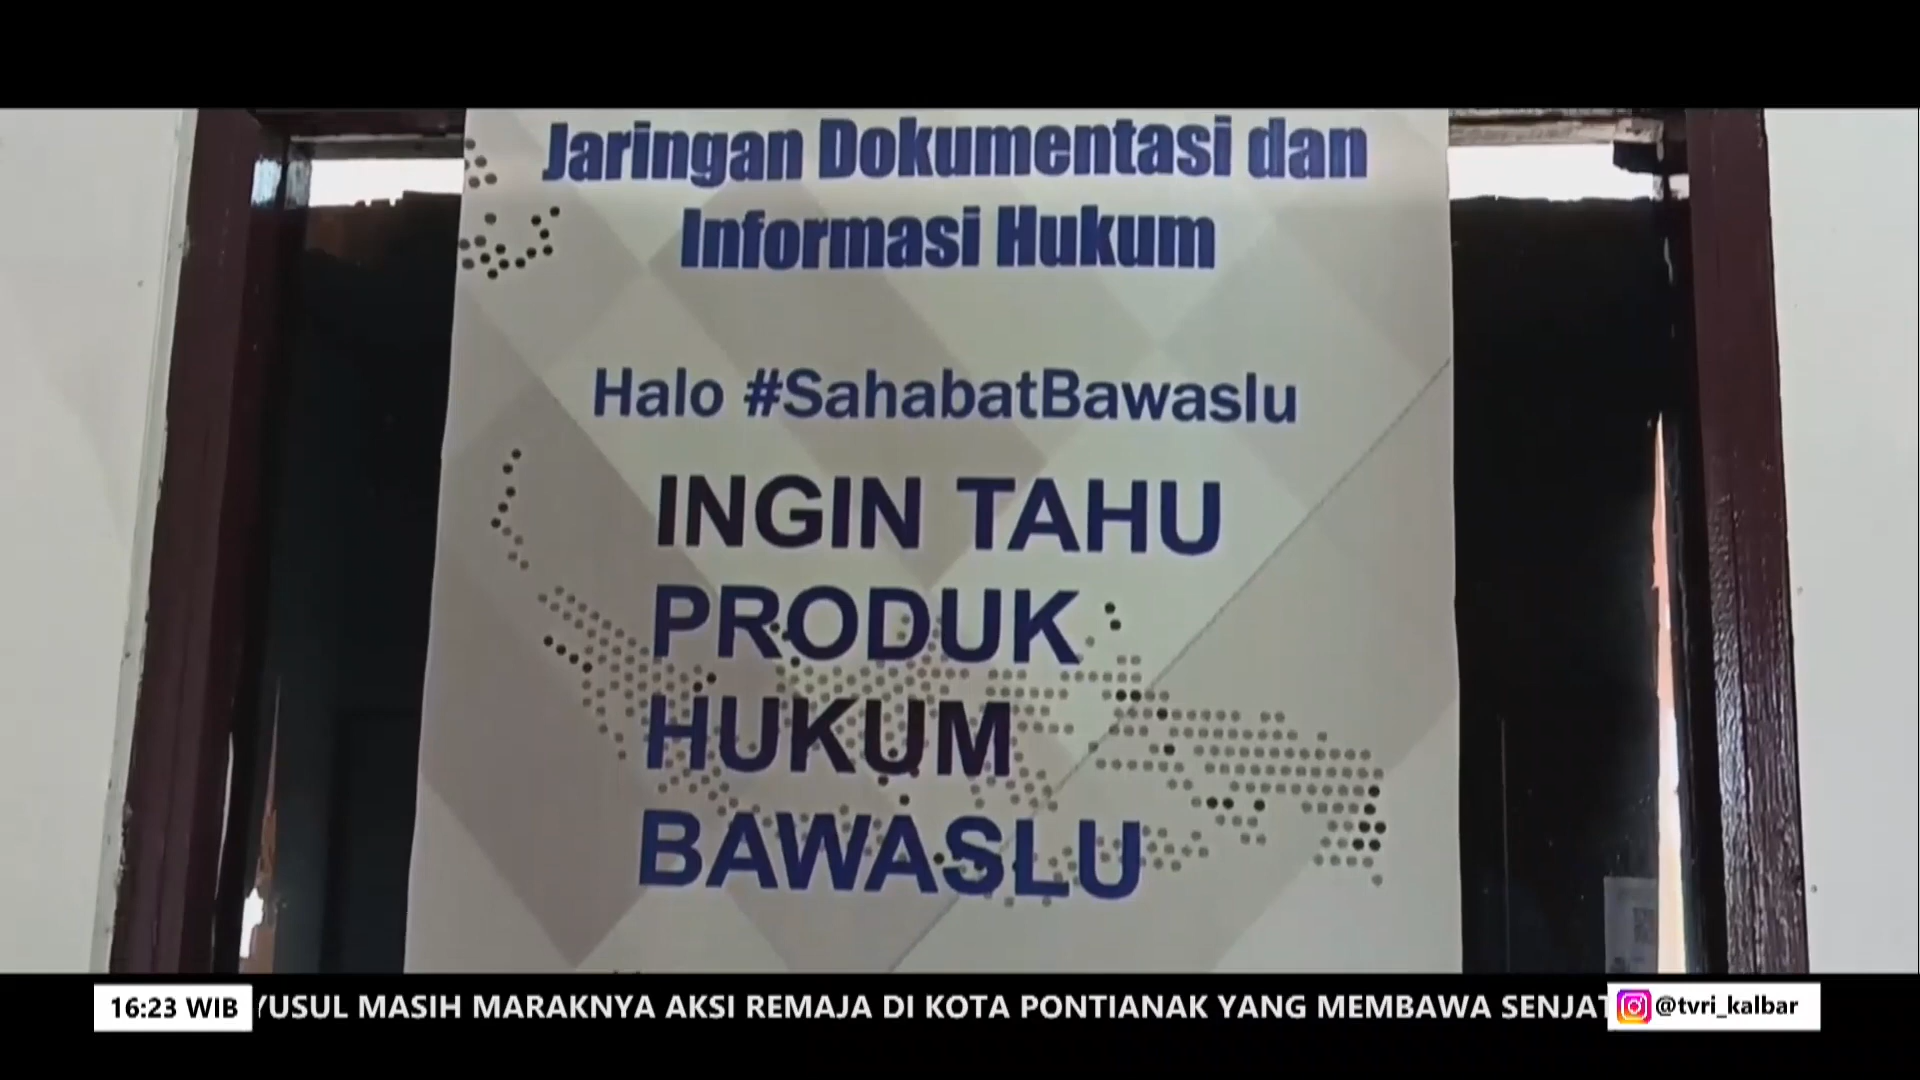 Jaringan Dokumentasi dan
Informasi Hukum
Halo #SahabatBawaslu
INGIN TAHU
PRODUK
HUKUM
BAWASLU
16:23 WIB
YUSUL MASIH MARAKNYA AKSI REMAJA DI KOTA PONTIANAK YANG MEMBAWA
@tvri_kalbar